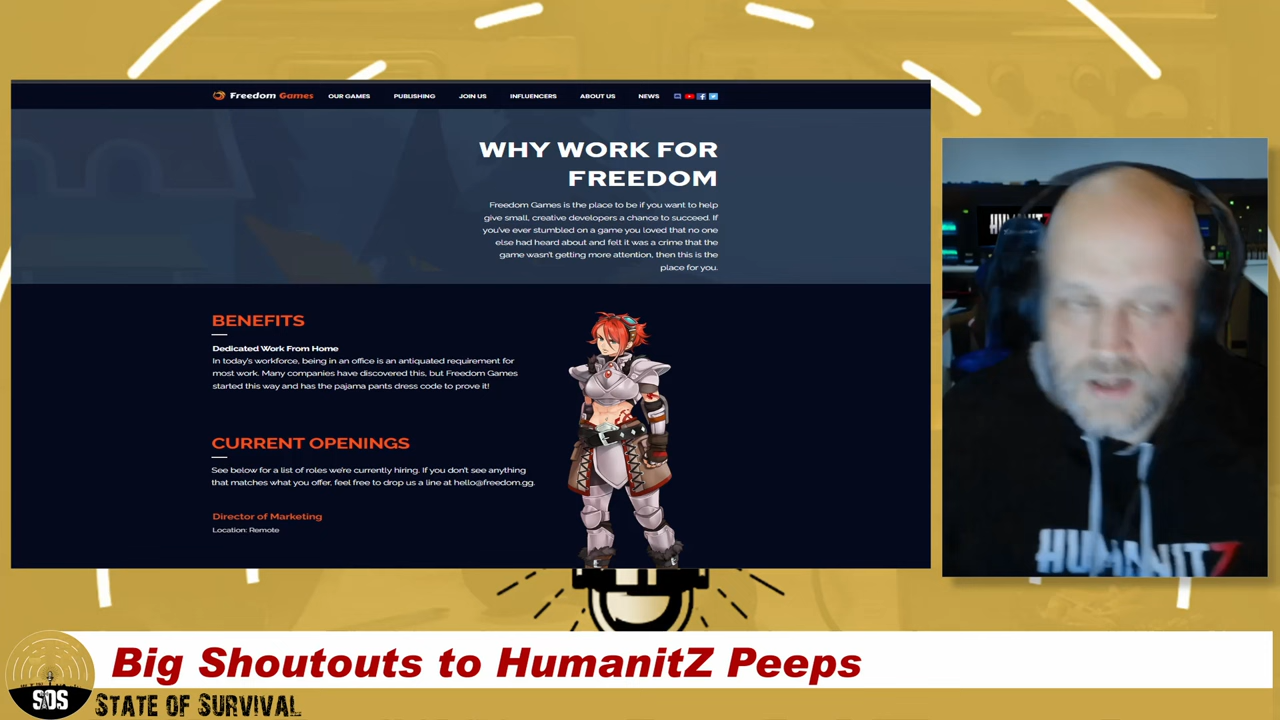 Freedom Games
OUR GAMES
PUBLISHING
JOIN US
INFLUENCERS
ABOUT US
NEWS
WHY WORK FOR
FREEDOM
Freedom Games is the place to be if you want to help
give small, creative developers a chance to succeed. If
you've ever stumbled on a game you loved that no one
else had heard about and felt it was a crime that the
game wasn't getting more attention, then this is the
place for you.
BENEFITS
Dedicated Work From Home
In today's workforce, being in an office is an antiquated requirement for
most work. Many companies have discovered this, but Freedom Games
started this way and has the pajama pants dress code to prove it!
CURRENT OPENINGS
See below for a list of roles we're currently hiring. If you don't see anything
that matches what you offer, feel free to drop us a line at hello@freedom.gg.
Director of Marketing
Location: Remote
HUMANITZ
Big Shoutouts to HumanitZ Peeps
SOS
STATE OF SURVIVAL